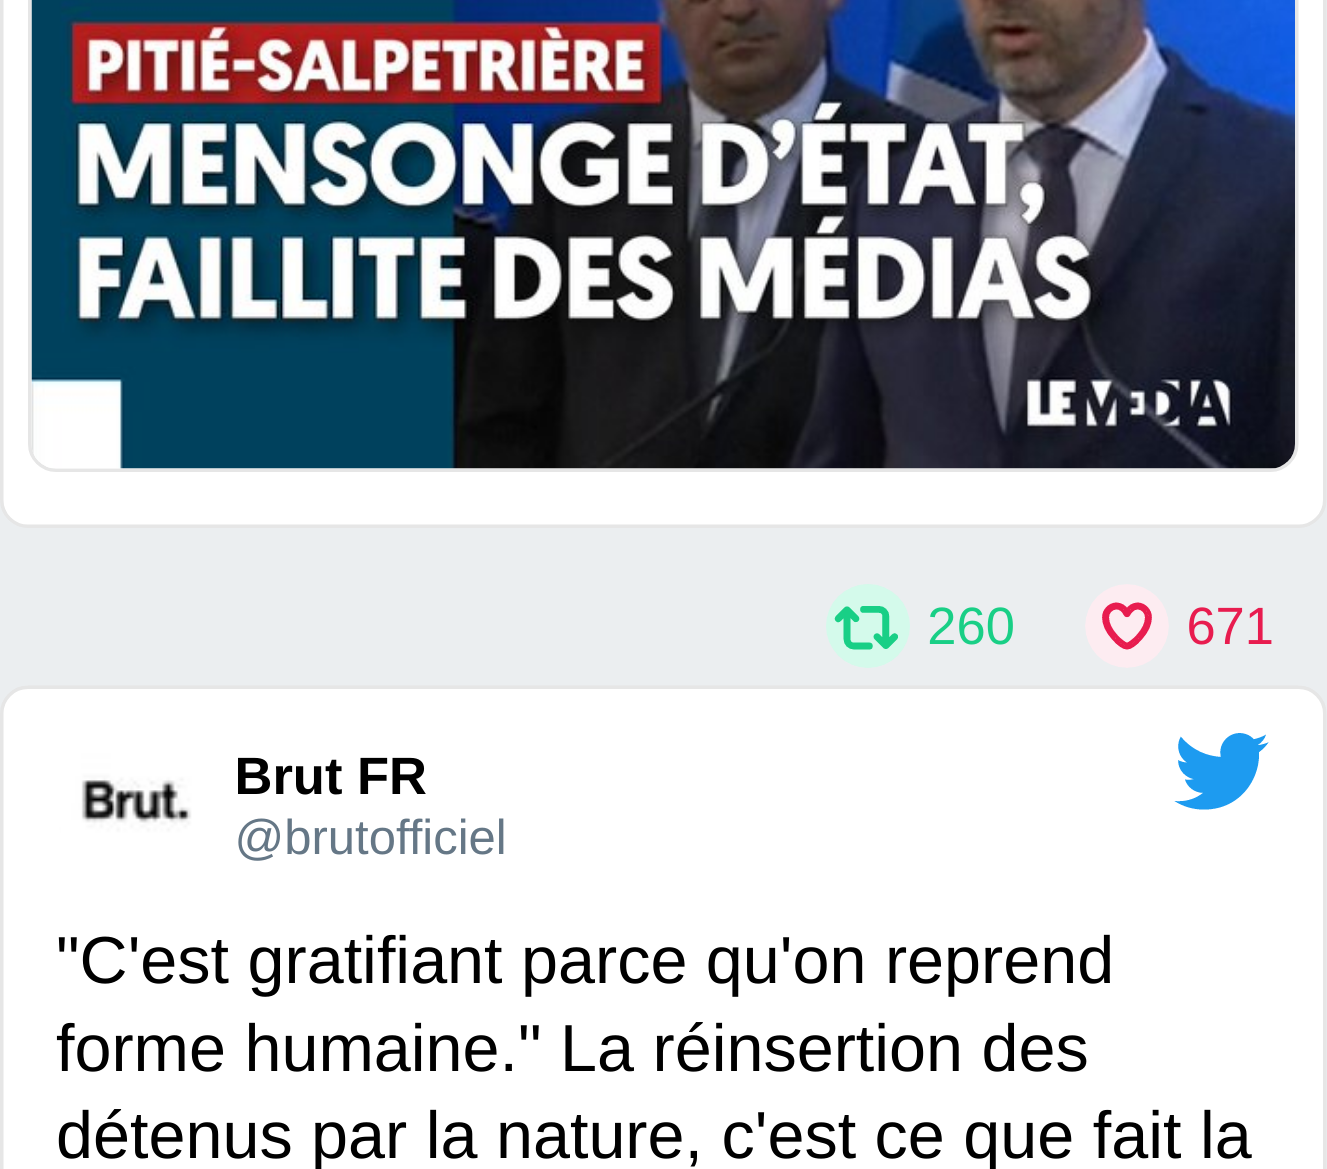 PITIÉ-SALPETRIÈRE
MENSONGE D'ÉTAT,
FAILLITE DES MÉDIAS
LE MEDIA
260 671
Brut.
Brut FR
@brutofficiel
"C'est gratifiant parce qu'on reprend
forme humaine." La réinsertion des
détenus par la nature, c'est ce que fait la